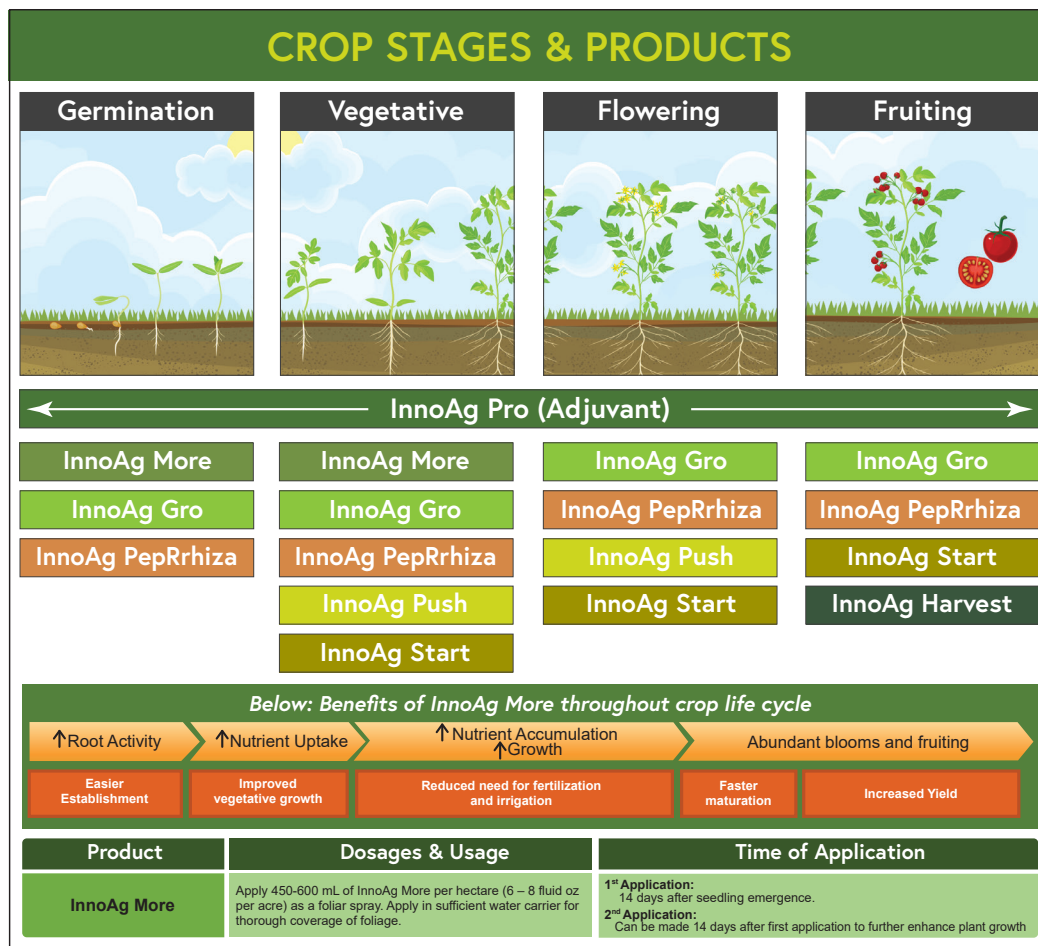 CROP STAGES & PRODUCTS
Germination
Vegetative
Flowering
Fruiting
InnoAg Pro (Adjuvant)
InnoAg More
InnoAg Gro
InnoAg PepRrhiza
InnoAg More
InnoAg Gro
InnoAg PepRrhiza
InnoAg Push
InnoAg Start
InnoAg Gro
InnoAg PepRrhiza
InnoAg Push
InnoAg Start
InnoAg Gro
InnoAg PepRrhiza
InnoAg Start
InnoAg Harvest
Below: Benefits of InnoAg More throughout crop life cycle
↑Root Activity
↑Nutrient Uptake
↑Nutrient Accumulation
↑Growth
Abundant blooms and fruiting
Easier
Establishment
Improved
vegetative growth
Reduced need for fertilization
and irrigation
Faster
maturation
Increased Yield
Product
Dosages & Usage
Time of Application
InnoAg More
Apply 450-600 mL of InnoAg More per hectare (6 – 8 fluid oz
per acre) as a foliar spray. Apply in sufficient water carrier for
thorough coverage of foliage.
1st Application:
14 days after seedling emergence.
2nd Application:
Can be made 14 days after first application to further enhance plant growth